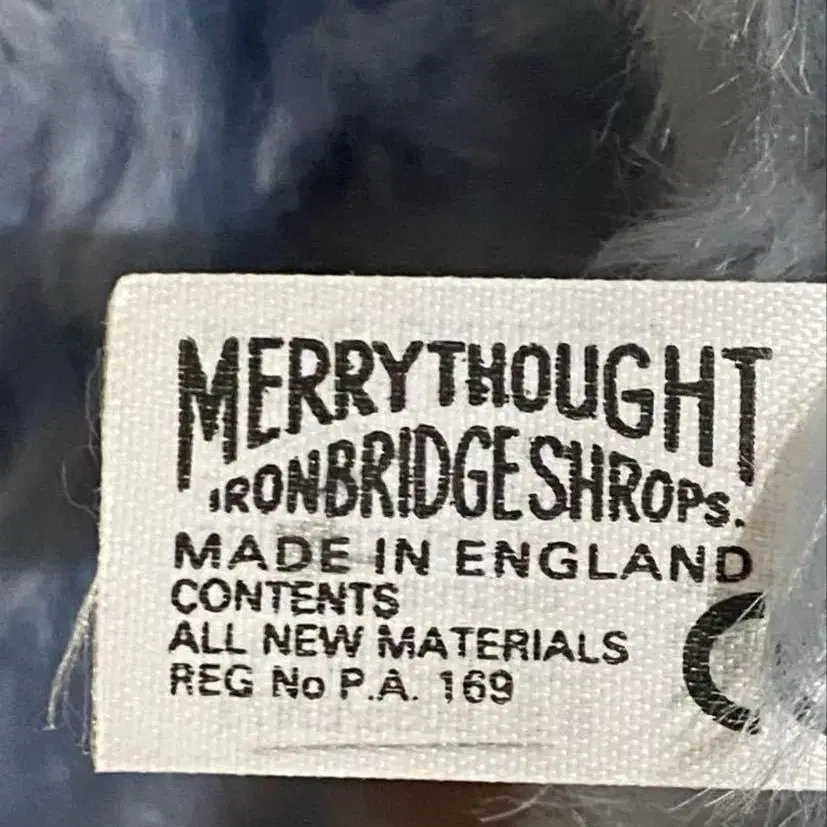 MERRYTHOUGHT
IRONBRIDGE SHROPS.
MADE IN ENGLAND
CONTENTS
ALL NEW MATERIALS
REG No P.A. 169